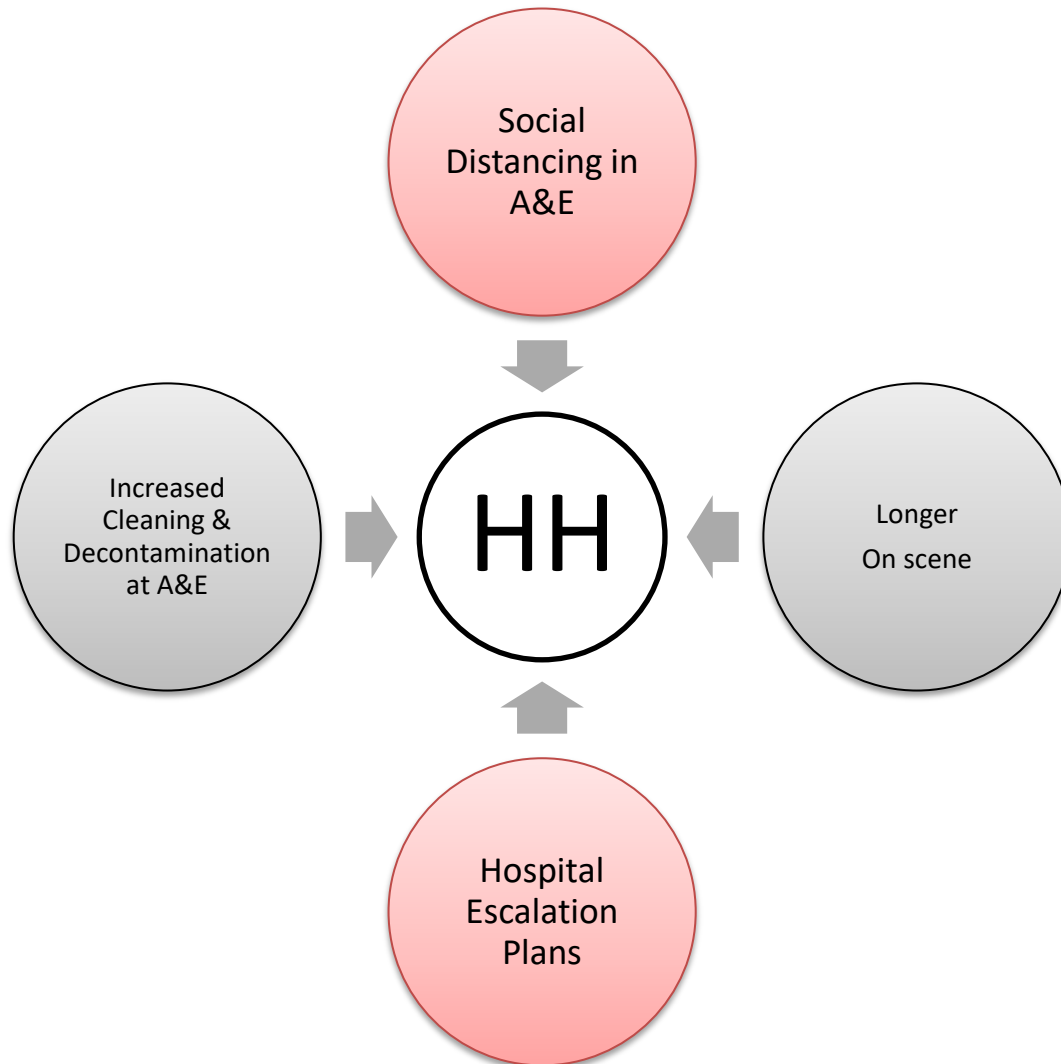 Social
Distancing in
A&E
Increased
Cleaning &
Decontamination
at A&E
HH
Longer
On scene
Hospital
Escalation
Plans